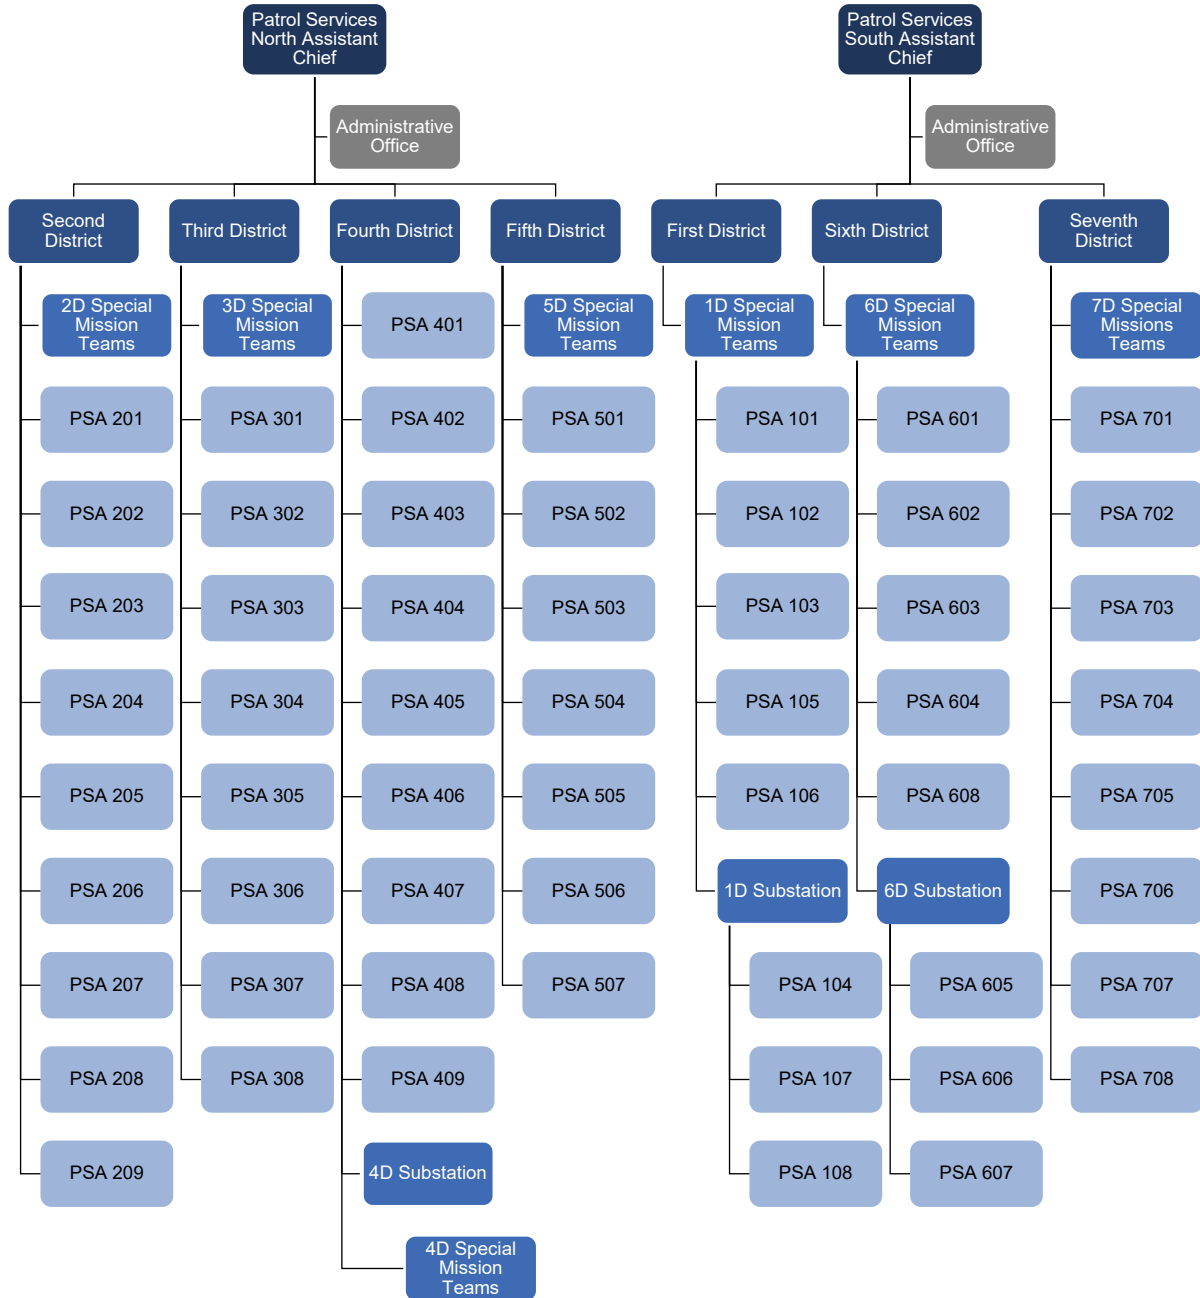 Patrol Services
North Assistant
Chief
Patrol Services
South Assistant
Chief
Administrative
Office
Administrative
Office
Second
District
Third District
Fourth District
Fifth District
First District
Sixth District
Seventh
District
2D Special
Mission
Teams
3D Special
Mission
Teams
PSA 401
5D Special
Mission
Teams
1D Special
Mission
Teams
6D Special
Mission
Teams
7D Special
Missions
Teams
PSA 201
PSA 301
PSA 402
PSA 501
PSA 101
PSA 601
PSA 701
PSA 202
PSA 302
PSA 403
PSA 502
PSA 102
PSA 602
PSA 702
PSA 203
PSA 303
PSA 404
PSA 503
PSA 103
PSA 603
PSA 703
PSA 204
PSA 304
PSA 405
PSA 504
PSA 105
PSA 604
PSA 704
PSA 205
PSA 305
PSA 406
PSA 505
PSA 106
PSA 608
PSA 705
PSA 206
PSA 306
PSA 407
PSA 506
1D Substation
6D Substation
PSA 706
PSA 207
PSA 307
PSA 408
PSA 507
PSA 104
PSA 605
PSA 707
PSA 208
PSA 308
PSA 409
PSA 107
PSA 606
PSA 708
PSA 209
4D Substation
PSA 108
PSA 607
4D Special
Mission
Teams